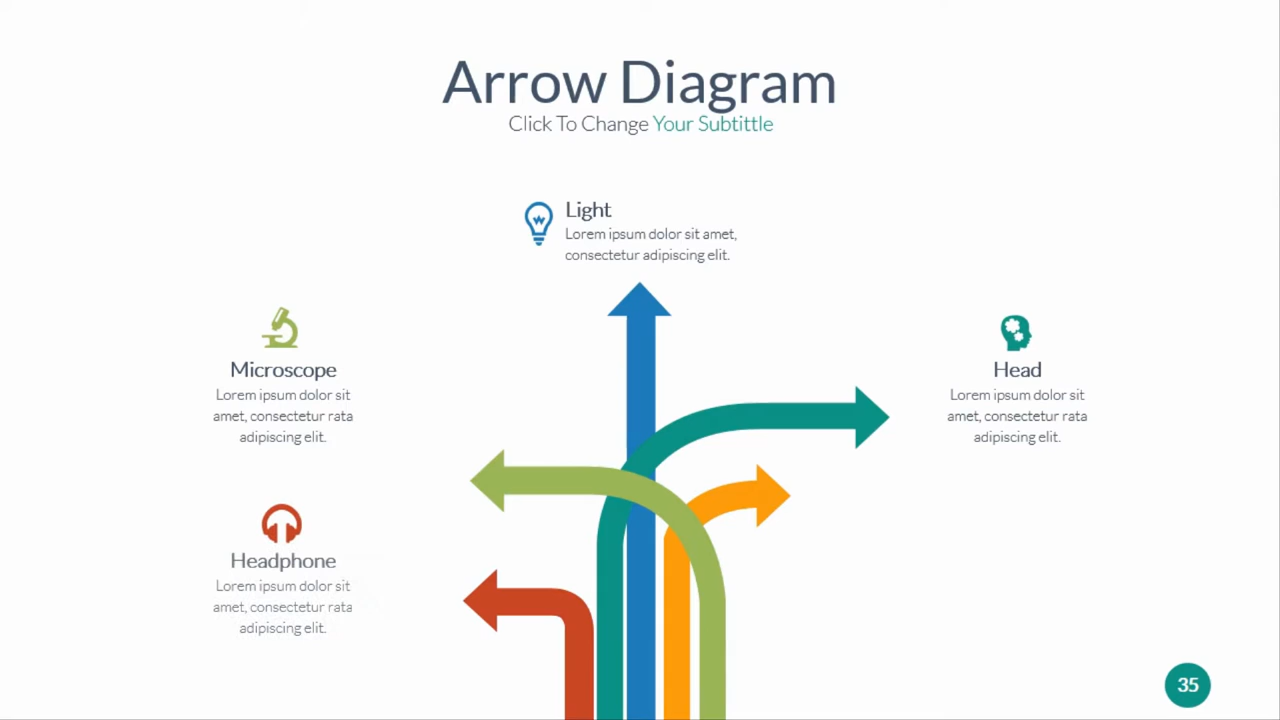 Arrow Diagram
Click To Change Your Subtittle
Light
Lorem ipsum dolor sit amet,
consectetur adipiscing elit.
Microscope
Lorem ipsum dolor sit
amet, consectetur rata
adipiscing elit.
Head
Lorem ipsum dolor sit
amet, consectetur rata
adipiscing elit.
Headphone
Lorem ipsum dolor sit
amet, consectetur rata
adipiscing elit.
35